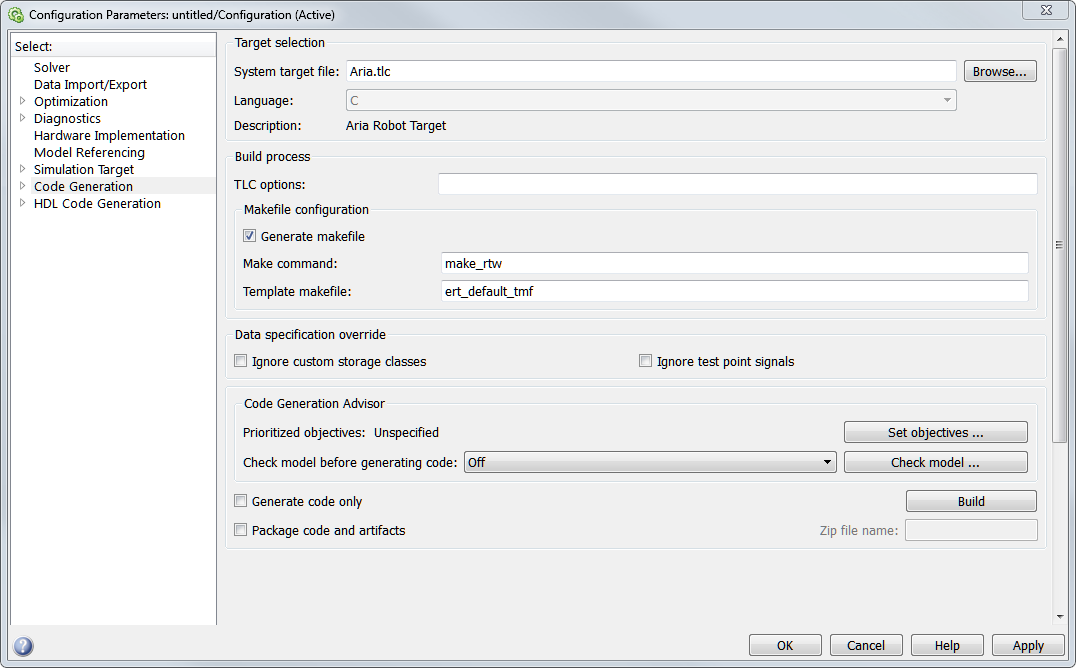 Configuration Parameters: untitled/Configuration (Active)
Select:
Solver
Data Import/Export
Optimization
Diagnostics
Hardware Implementation
Model Referencing
Simulation Target
Code Generation
HDL Code Generation
Target selection
System target file: Aria.tlc Browse...
Language: C
Description: Aria Robot Target
Build process
TLC options:
Makefile configuration
Generate makefile
Make command: make_rtw
Template makefile: ert_default_tmf
Data specification override
Ignore custom storage classes Ignore test point signals
Code Generation Advisor
Prioritized objectives: Unspecified Set objectives ...
Check model before generating code: Off Check model ...
Generate code only Build
Package code and artifacts Zip file name:
? OK Cancel Help Apply